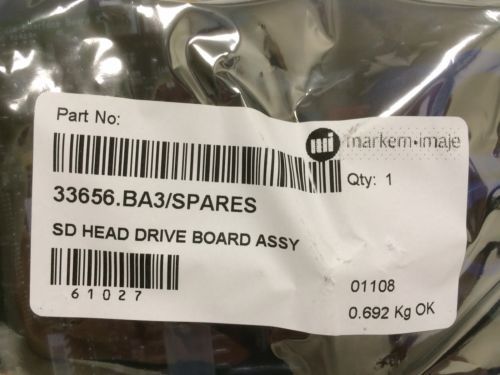 Part No:
mi markem·imaje
Qty: 1
33656.BA3/SPARES
SD HEAD DRIVE BOARD ASSY
61027
01108
0.692 Kg OK